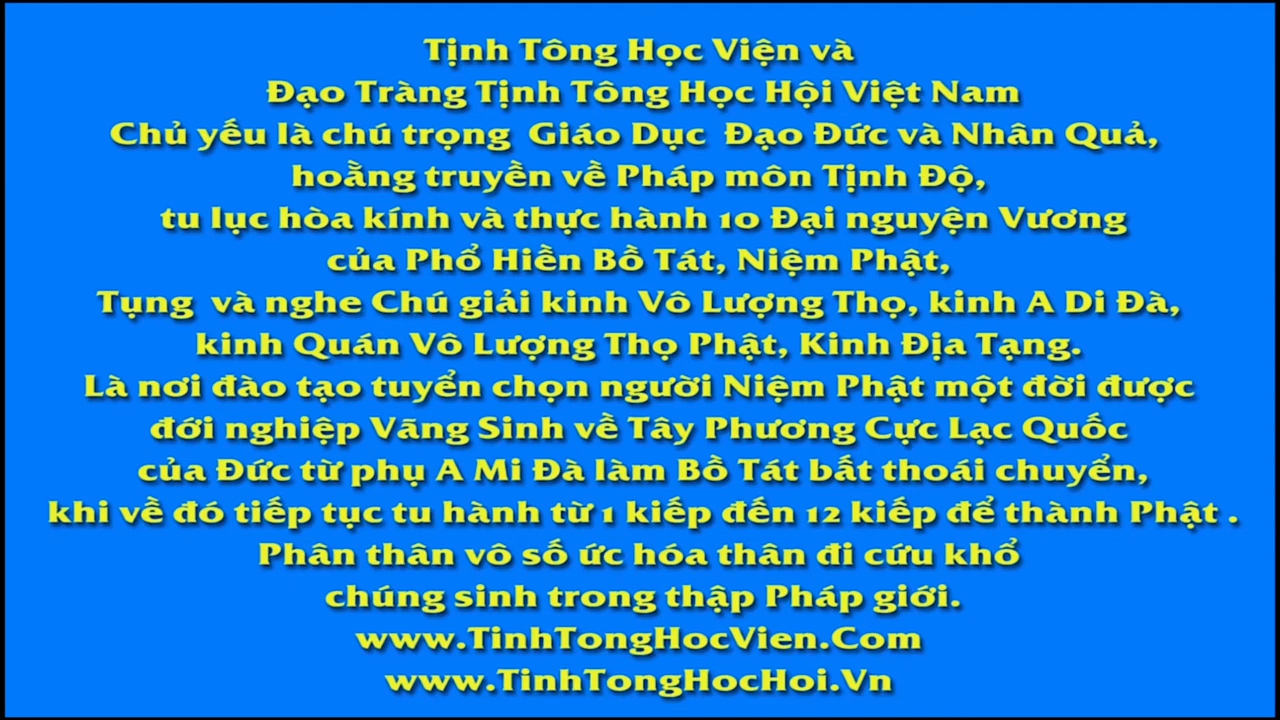 Tịnh Tông Học Viện và
Đạo Tràng Tịnh Tông Học Hội Việt Nam
Chủ yếu là chú trọng Giáo Dục Đạo Đức và Nhân Quả,
hoằng truyền về Pháp môn Tịnh Độ,
tu lục hòa kính và thực hành 10 Đại nguyện Vương
của Phổ Hiền Bồ Tát, Niệm Phật,
Tụng và nghe Chú giải kinh Vô Lượng Thọ, kinh A Di Đà,
kinh Quán Vô Lượng Thọ Phật, Kinh Địa Tạng.
Là nơi đào tạo tuyển chọn người Niệm Phật một đời được
đới nghiệp Vãng Sinh về Tây Phương Cực Lạc Quốc
của Đức từ phụ A Mi Đà làm Bồ Tát bất thoái chuyển,
khi về đó tiếp tục tu hành từ 1 kiếp đến 12 kiếp để thành Phật .
Phân thân vô số ức hóa thân đi cứu khổ
chúng sinh trong thập Pháp giới.
www.TinhTongHocVien.Com
www.TinhTongHocHoi.Vn